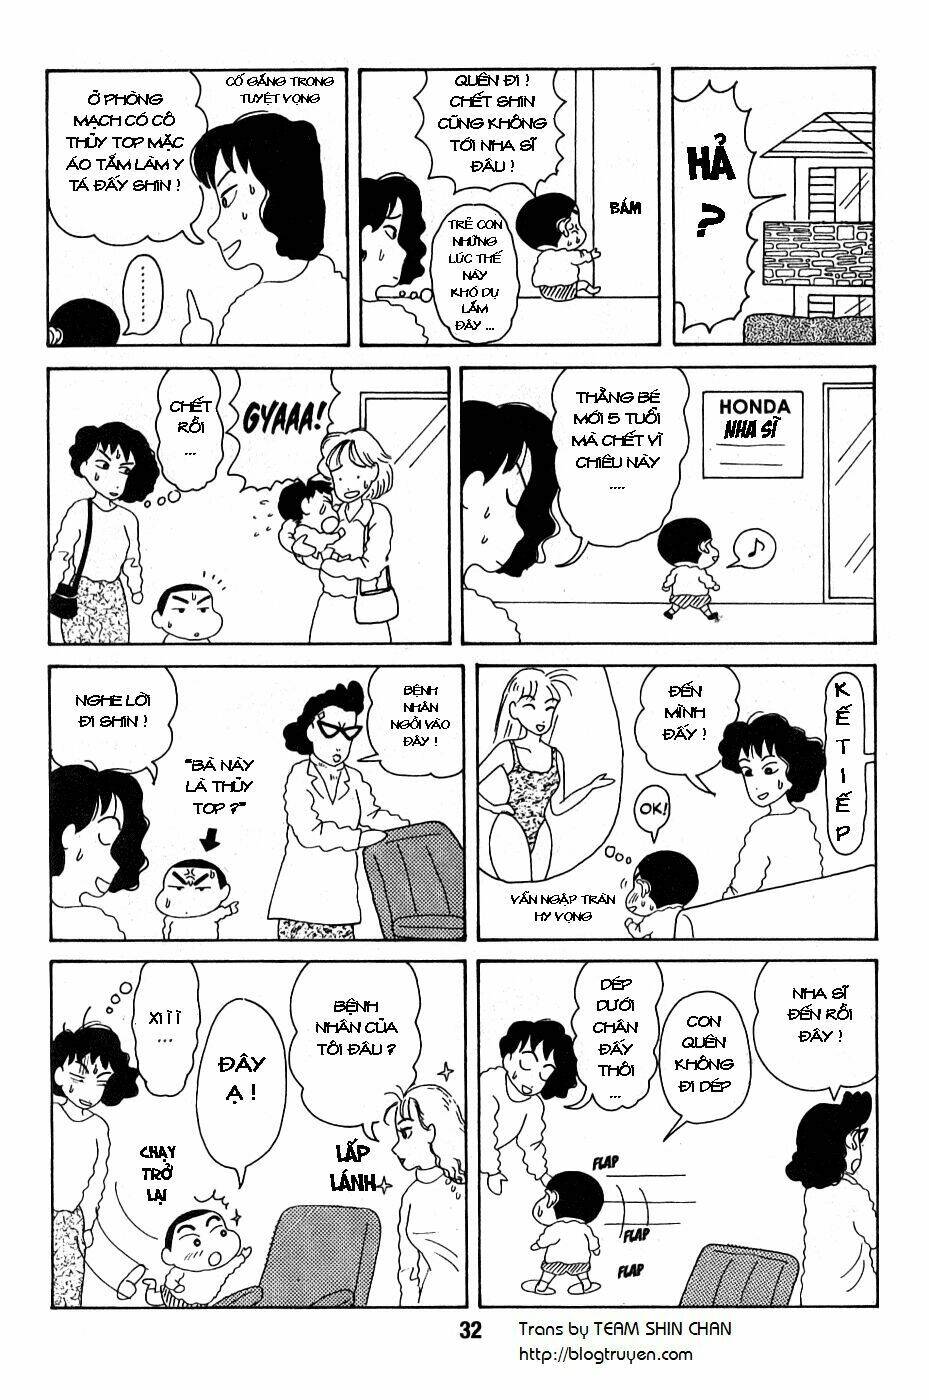 HẢ
?
QUÊN ĐI !
CHẾT SHIN
CŨNG KHÔNG
TỚI NHA SĨ
ĐÂU !
BÁM
TRẺ CON
NHỮNG
LÚC THẾ
NÀY
KHÓ DỤ
LẮM
ĐÂY ...
CỐ GẮNG TRONG
TUYỆT VỌNG
Ở PHÒNG
MẠCH CÓ CÔ
THỦY TOP MẶC
ÁO TẮM LÀM Y
TÁ ĐẤY SHIN !
......
THẰNG BÉ
MỚI 5 TUỔI
MÀ CHẾT VÌ
CHIÊU NÀY
....
HONDA
NHA SĨ
GYAAA!
CHẾT
RỒI
...
KẾ TIẾP
ĐẾN
MÌNH
ĐẤY !
OK!
VẪN NGẬP TRÀN
HY VỌNG
BỆNH
NHÂN
NGỒI VÀO
ĐÂY !
"BÀ NÀY
LÀ THỦY
TOP ?"
NGHE LỜI
ĐI SHIN !
NHA SĨ
ĐẾN RỒI
ĐÂY !
CON
QUÊN
KHÔNG
ĐI DÉP
DÉP
DƯỚI
CHÂN
ĐẤY
THÔI
...
FLAP
FLAP
FLAP
BỆNH
NHÂN CỦA
TÔI ĐÂU ?
LẤP
LÁNH
ĐÂY
Ạ !
XIÌÌ
...
CHẠY
TRỞ
LẠI
32
Trans by TEAM SHIN CHAN
http://blogtruyen.com